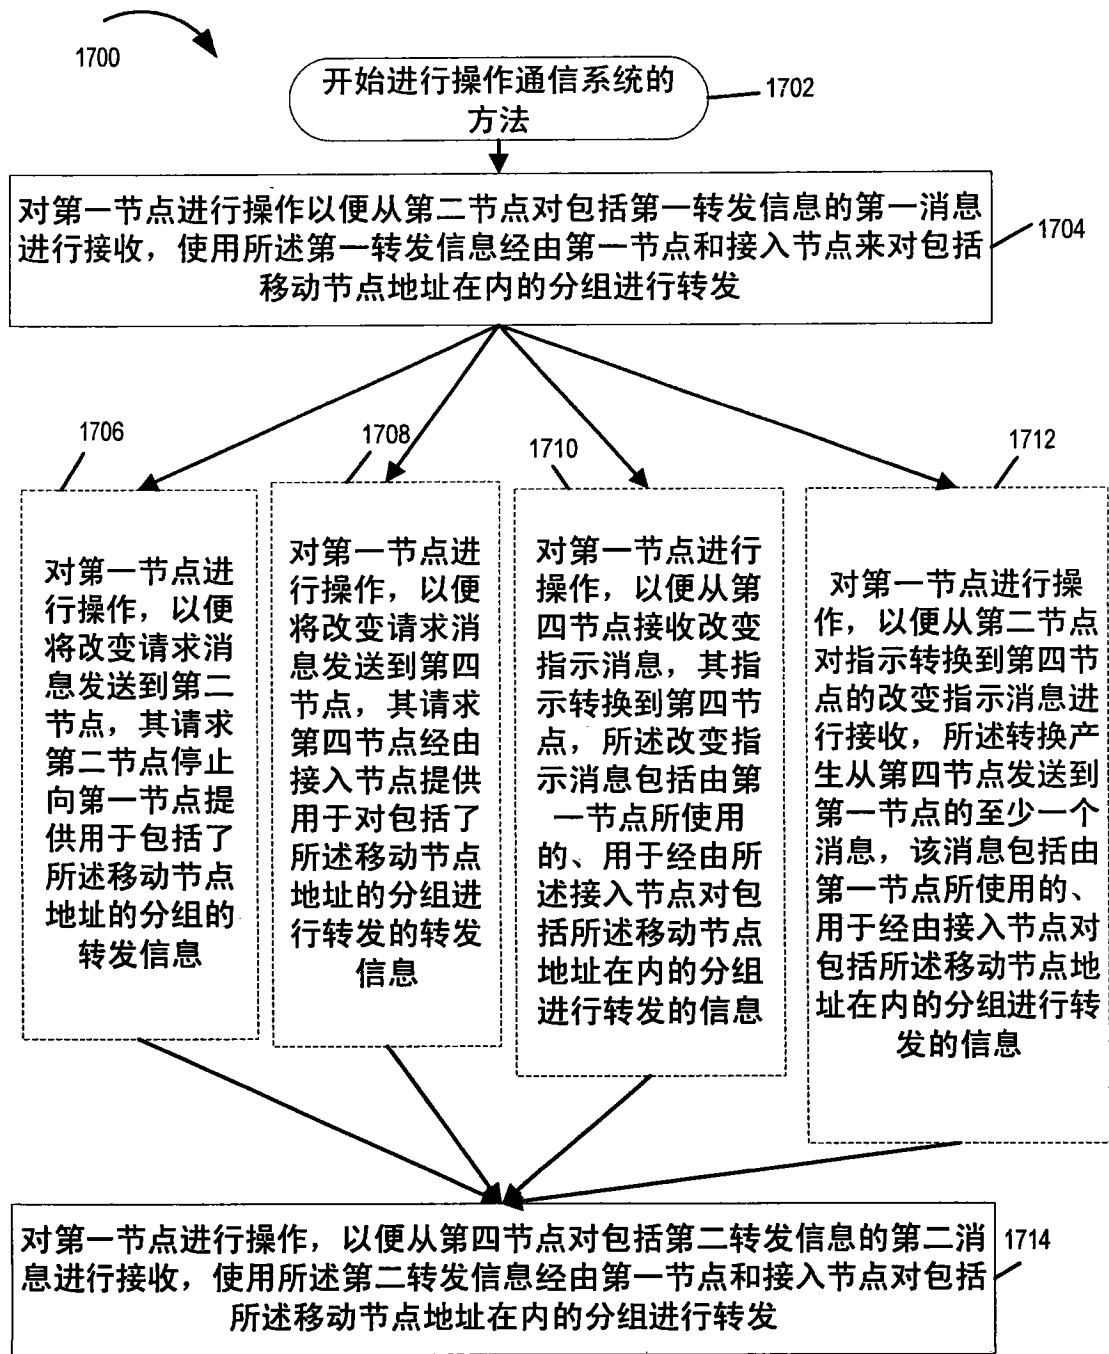 1700
开始进行操作通信系统的
方法
1702
对第一节点进行操作以便从第二节点对包括第一转发信息的第一消息
进行接收，使用所述第一转发信息经由第一节点和接入节点来对包括
移动节点地址在内的分组进行转发
1704
1706
对第一节点进
行操作，以便
将改变请求消
息发送到第二
节点，其请求
第二节点停止
向第一节点提
供用于包括了
所述移动节点
地址的分组的
转发信息
1708
对第一节点进
行操作，以便
将改变请求消
息发送到第四
节点，其请求
第四节点经由
接入节点提供
用于对包括了
所述移动节点
地址的分组进
行转发的转发
信息
1710
对第一节点进行
操作，以便从第
四节点接收改变
指示消息，其指
示转换到第四节
点，所述改变指
示消息包括由第
一节点所使用
的、用于经由所
述接入节点对包
括所述移动节点
地址在内的分组
进行转发的信息
1712
对第一节点进行操
作，以便从第二节点
对指示转换到第四节
点的改变指示消息进
行接收，所述转换产
生从第四节点发送到
第一节点的至少一个
消息，该消息包括由
第一节点所使用的、
用于经由接入节点对
包括所述移动节点地
址在内的分组进行转
发的信息
对第一节点进行操作，以便从第四节点对包括第二转发信息的第二消
息进行接收，使用所述第二转发信息经由第一节点和接入节点对包括
所述移动节点地址在内的分组进行转发
1714